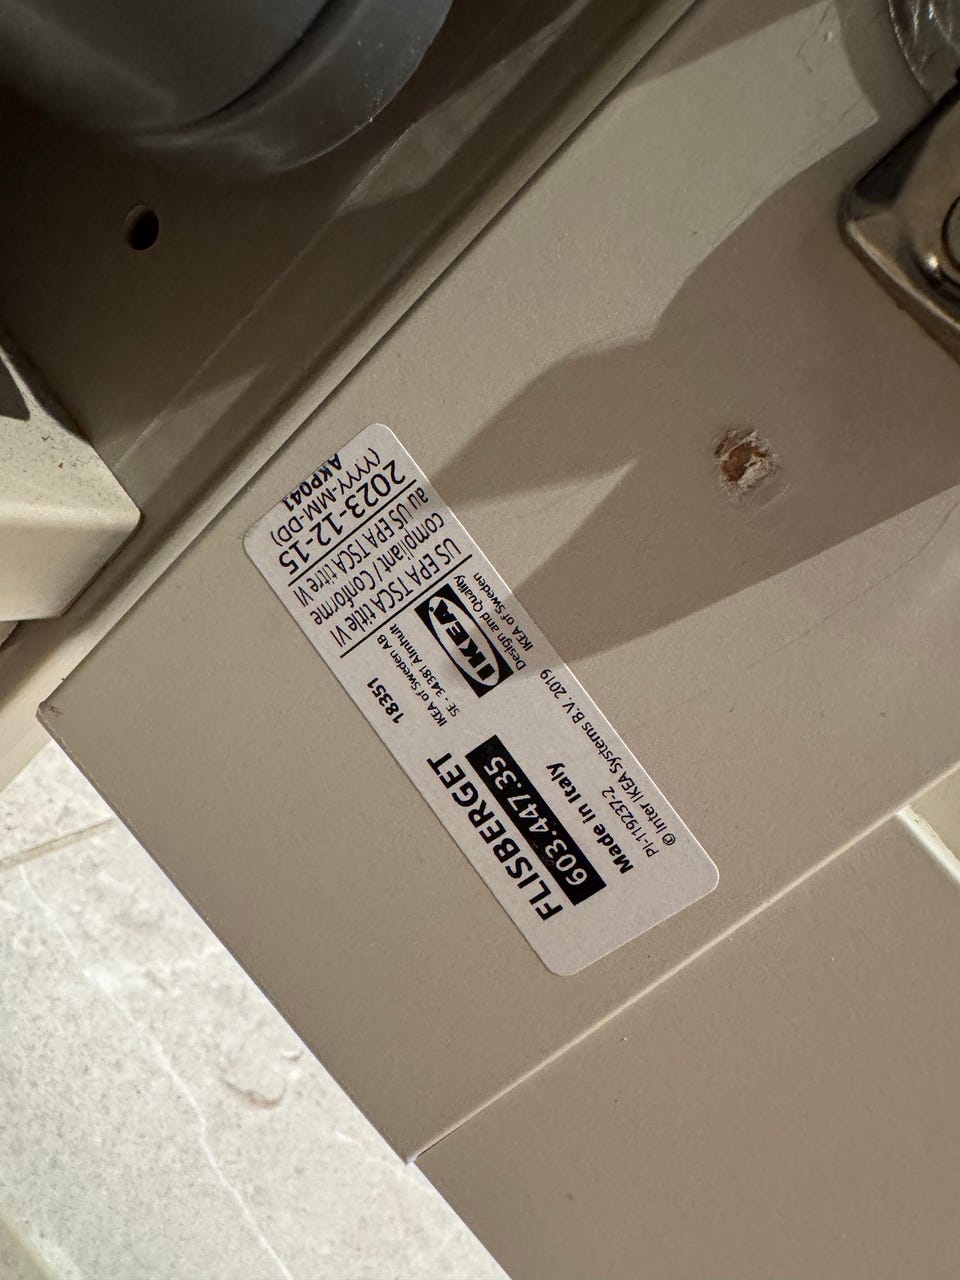 FLISBERGET
603.447.35
Made in Italy
PI-119237-2
© Inter IKEA Systems B.V. 2019
18351
IKEA of Sweden AB
SE - 34381 Älmhult
IKEA
Design and Quality
IKEA of Sweden
US EPA TSCA title VI
compliant/ Conforme
au US EPA TSCA titre VI
2023-12-15
(YYYY-MM-DD)
AKP041